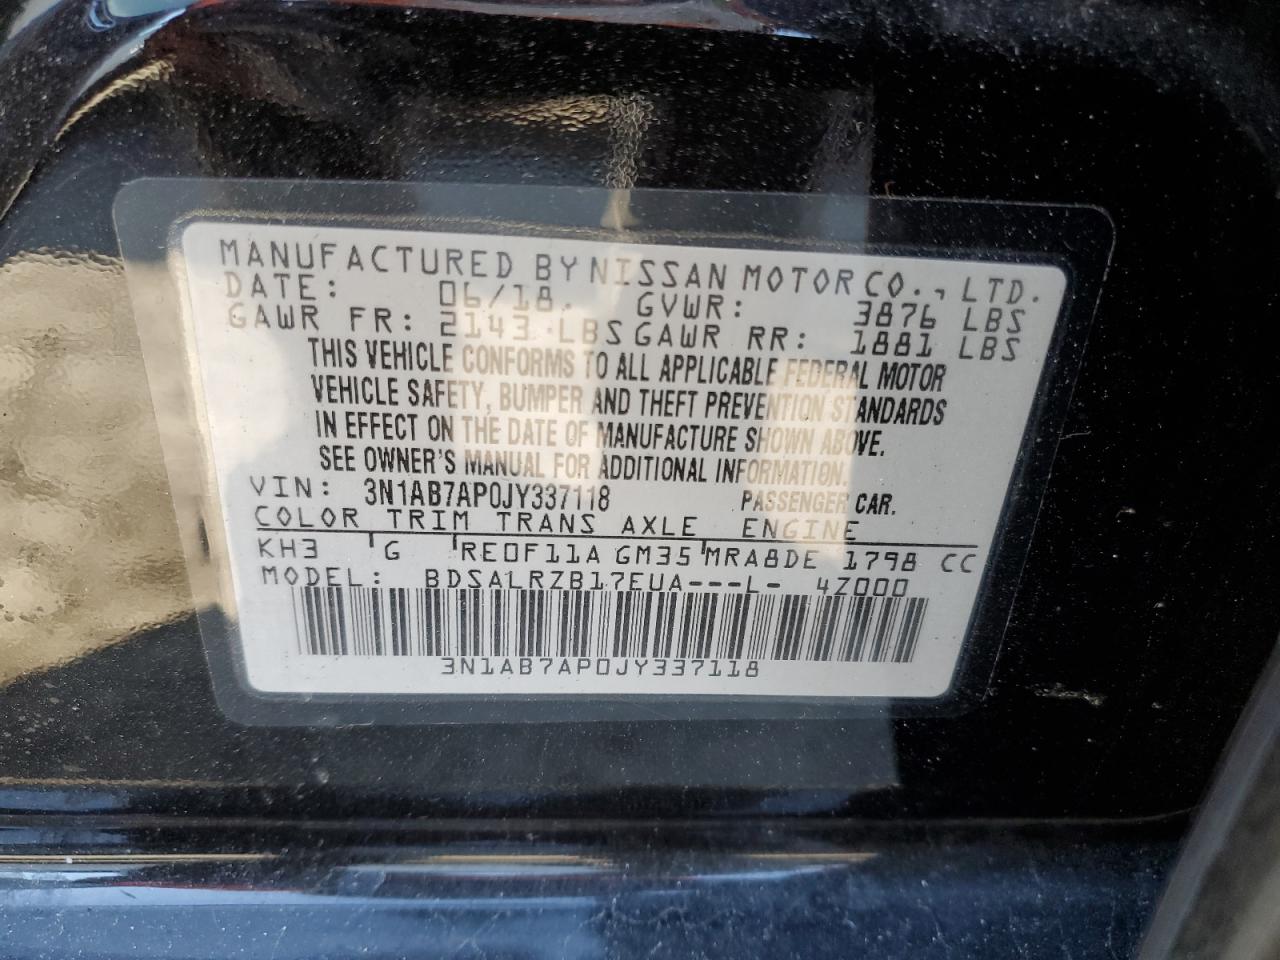 MANUFACTURED BY NISSAN MOTOR CO., LTD.
DATE: 06/18. GVWR: 3876 LBS
GAWR FR: 2143 LBS GAWR RR: 1881 LBS
THIS VEHICLE CONFORMS TO ALL APPLICABLE FEDERAL MOTOR
VEHICLE SAFETY, BUMPER AND THEFT PREVENTION STANDARDS
IN EFFECT ON THE DATE OF MANUFACTURE SHOWN ABOVE.
SEE OWNER'S MANUAL FOR ADDITIONAL INFORMATION.
VIN: 3N1AB7AP0JY337118 PASSENGER CAR.
COLOR TRIM TRANS AXLE ENGINE
KH3 G RE0F11A GM35 MRA8DE 1798 CC
MODEL: BDSALRZB17EUA---L- 4Z000
3N1AB7AP0JY337118